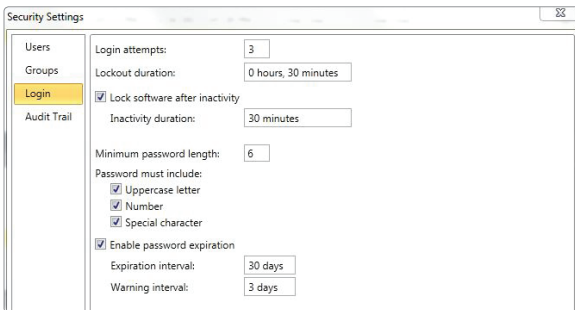 Security Settings
Users
Groups
Login
Audit Trail
Login attempts: 3
Lockout duration: 0 hours, 30 minutes
Lock software after inactivity
Inactivity duration: 30 minutes
Minimum password length: 6
Password must include:
Uppercase letter
Number
Special character
Enable password expiration
Expiration interval: 30 days
Warning interval: 3 days